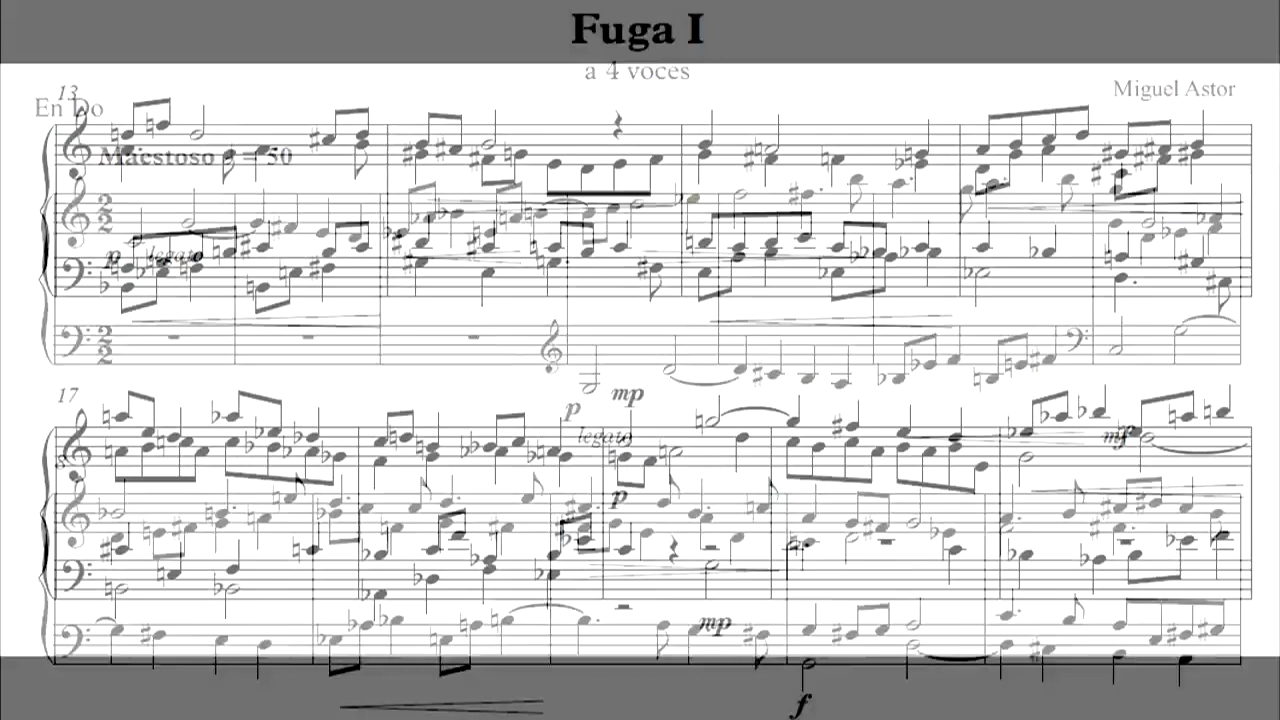 Fuga I
a 4 voces
Miguel Astor
13
En Do
Maestoso = 50
p legato
mp
17
p
legato
mf
p
mp
f